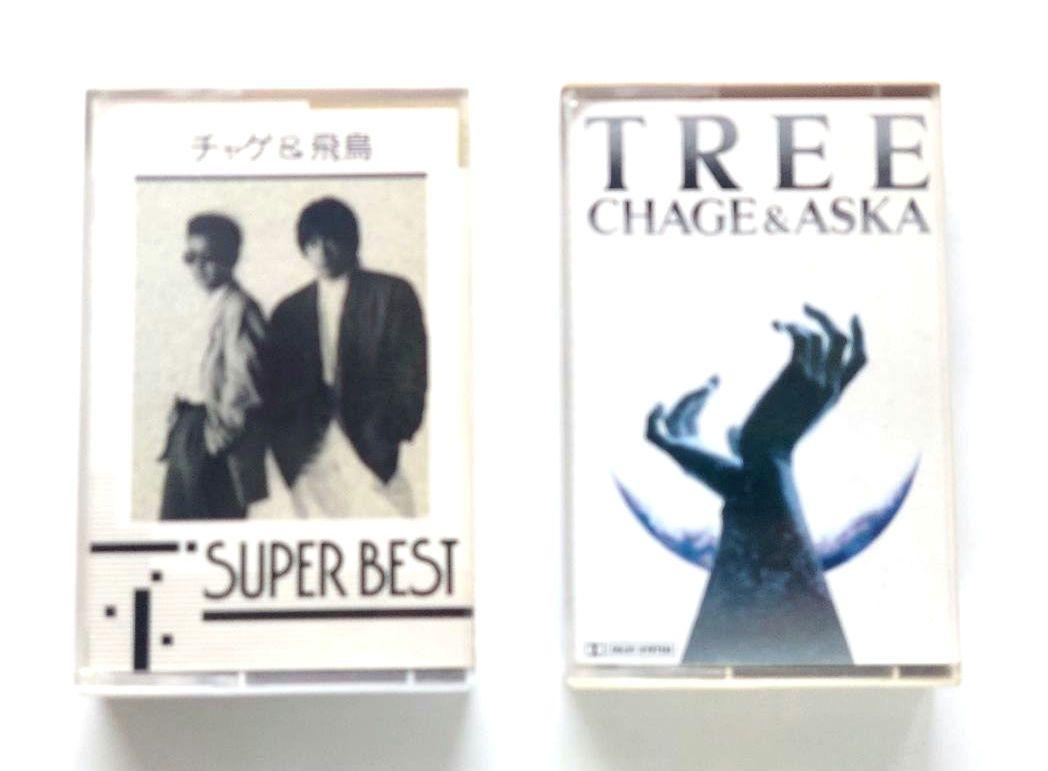 チャゲ&飛鳥
SUPER BEST
TREE
CHAGE&ASKA